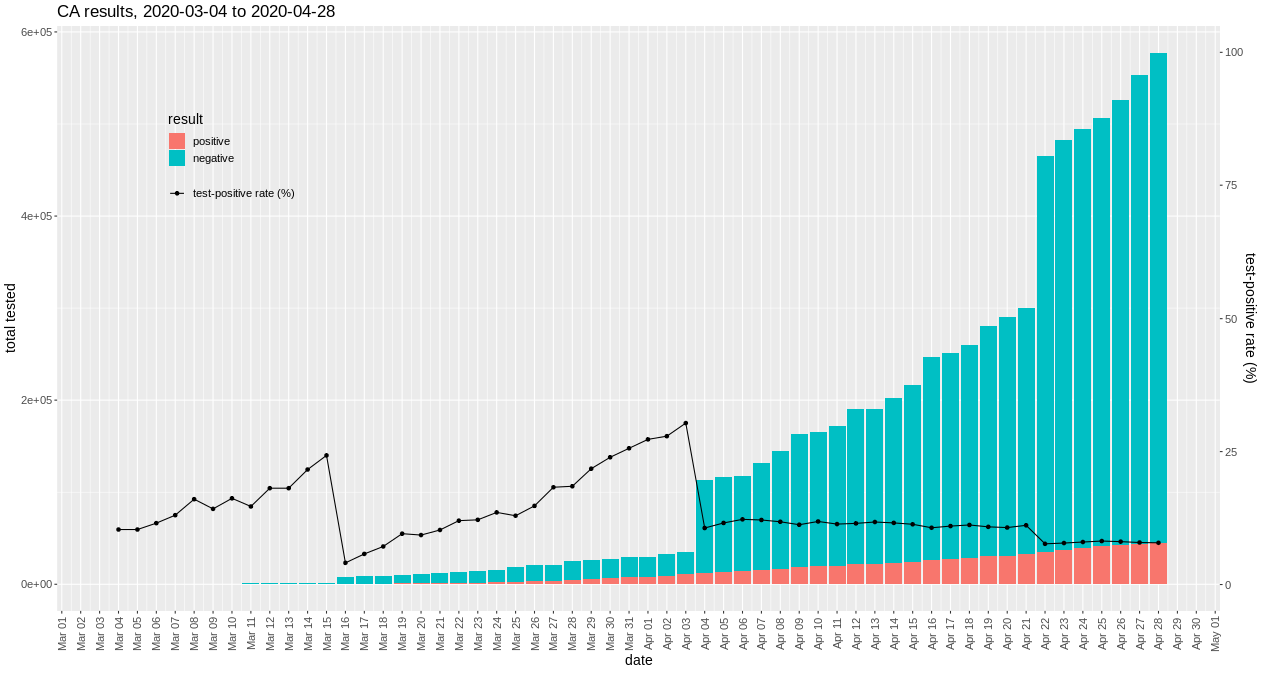 CA results, 2020-03-04 to 2020-04-28
6e+05
4e+05
2e+05
0e+00
total tested
result
positive
negative
test-positive rate (%)
100
75
50
25
0
test-positive rate (%)
Mar 01
Mar 02
Mar 03
Mar 04
Mar 05
Mar 06
Mar 07
Mar 08
Mar 09
Mar 10
Mar 11
Mar 12
Mar 13
Mar 14
Mar 15
Mar 16
Mar 17
Mar 18
Mar 19
Mar 20
Mar 21
Mar 22
Mar 23
Mar 24
Mar 25
Mar 26
Mar 27
Mar 28
Mar 29
Mar 30
Mar 31
Apr 01
Apr 02
Apr 03
Apr 04
Apr 05
Apr 06
Apr 07
Apr 08
Apr 09
Apr 10
Apr 11
Apr 12
Apr 13
Apr 14
Apr 15
Apr 16
Apr 17
Apr 18
Apr 19
Apr 20
Apr 21
Apr 22
Apr 23
Apr 24
Apr 25
Apr 26
Apr 27
Apr 28
Apr 29
Apr 30
May 01
date